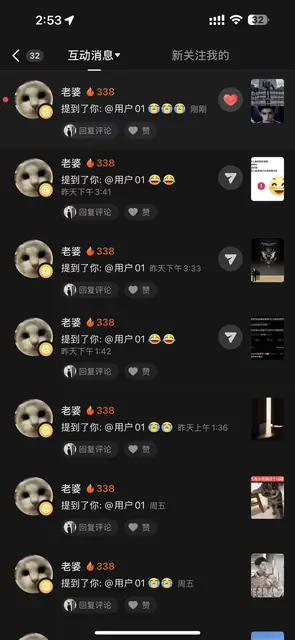 2:53
32
32
互动消息
新关注我的
老婆 338
提到了你: @用户01 😭😭😭 刚刚
回复评论 赞
老婆 338
提到了你: @用户01 😂😂
昨天下午3:41
回复评论 赞
老婆 338
提到了你: @用户01 昨天下午3:33
回复评论 赞
老婆 338
提到了你: @用户01 😂😂
昨天下午1:42
回复评论 赞
老婆 338
提到了你: @用户01 😭😭 昨天上午1:36
回复评论 赞
老婆 338
提到了你: @用户01 周五
回复评论 赞
老婆 338
提到了你: @用户01 😭😭 周五
回复评论 赞